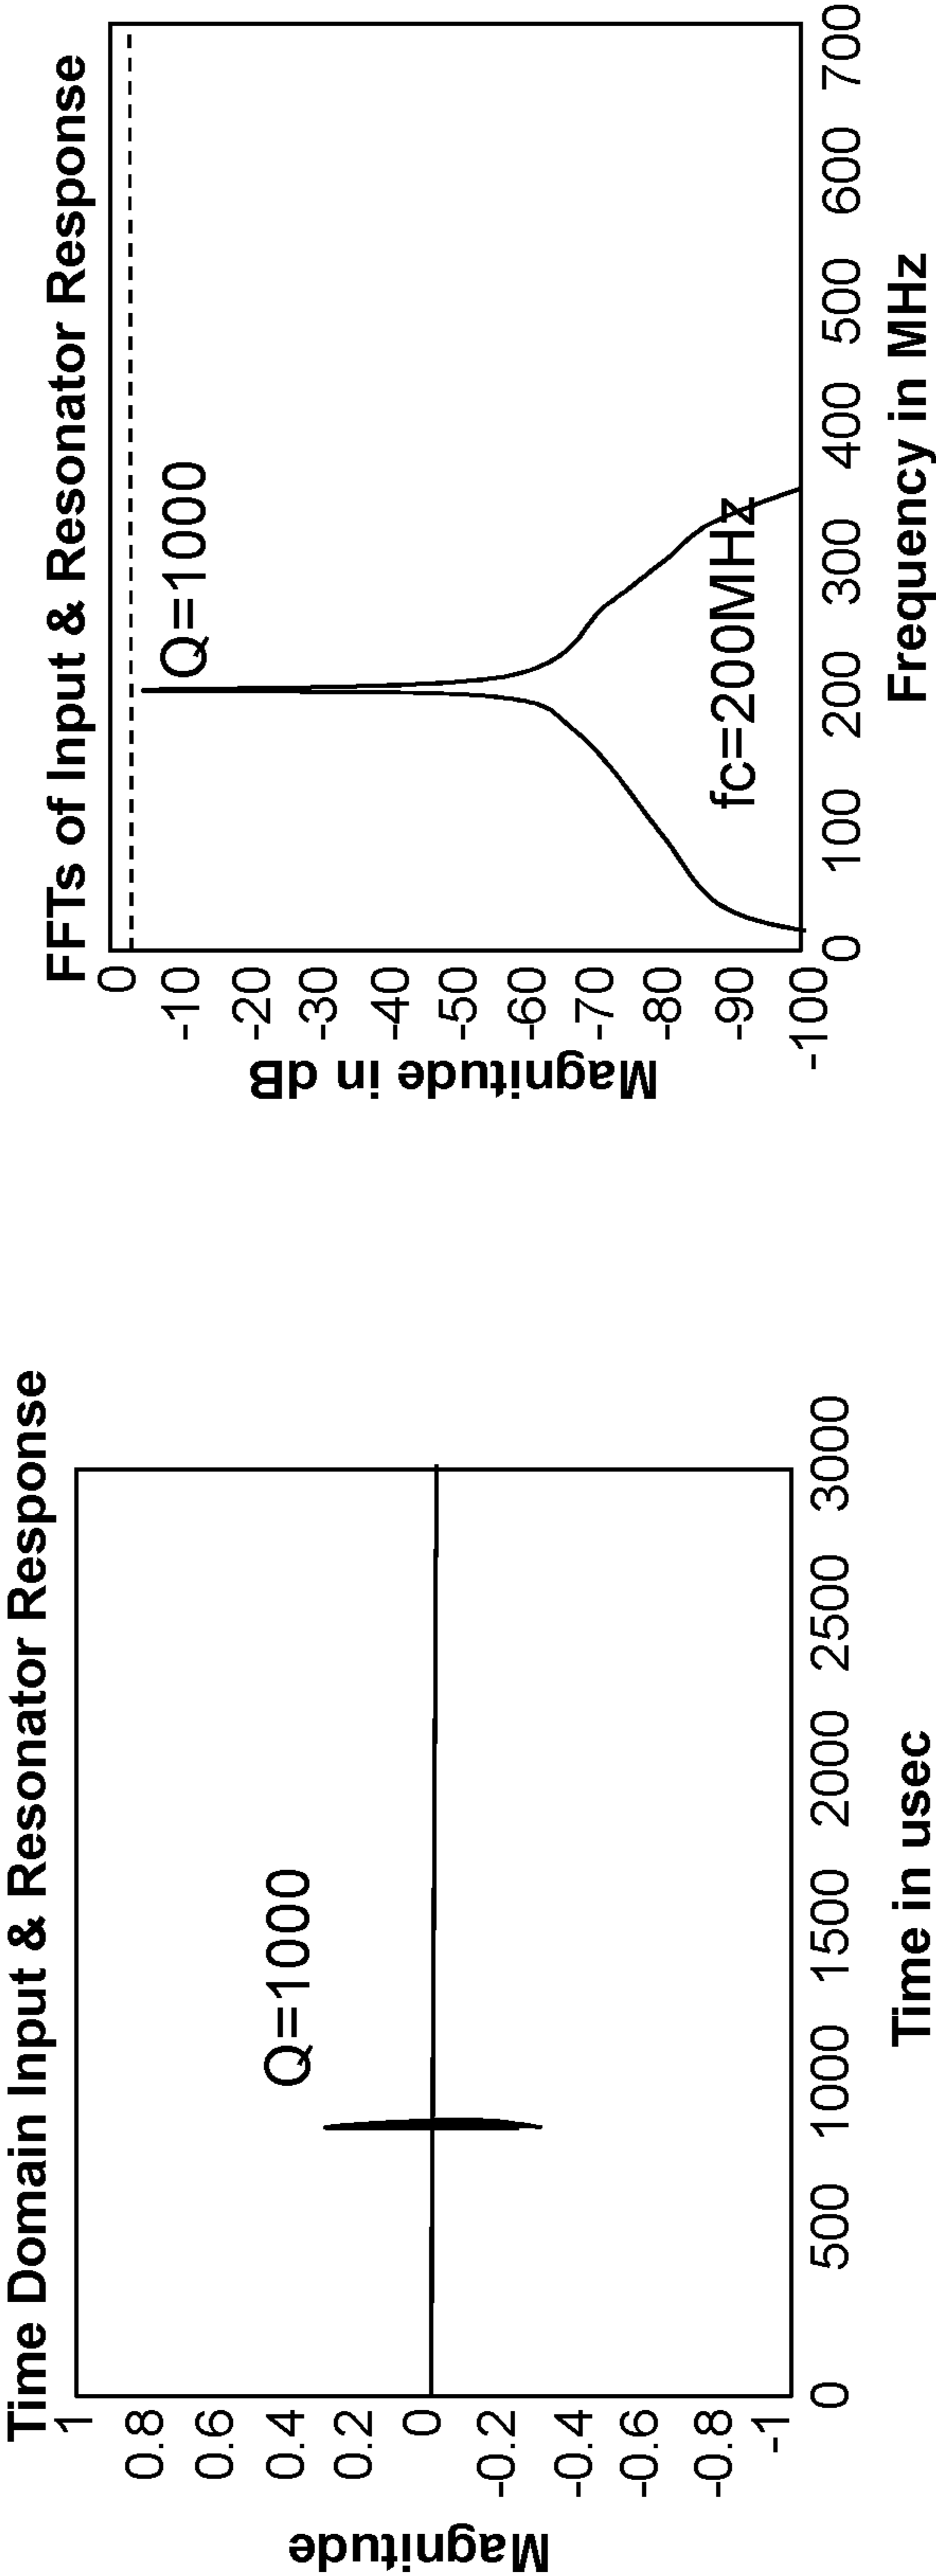 Time Domain Input & Resonator Response
Magnitude
1
0.8
0.6
0.4
0.2
0
-0.2
-0.4
-0.6
-0.8
-1
Q=1000
0 500 1000 1500 2000 2500 3000
Time in usec
FFTs of Input & Resonator Response
Magnitude in dB
0
-10
-20
-30
-40
-50
-60
-70
-80
-90
-100
Q=1000
fc=200MHz
0 100 200 300 400 500 600 700
Frequency in MHz